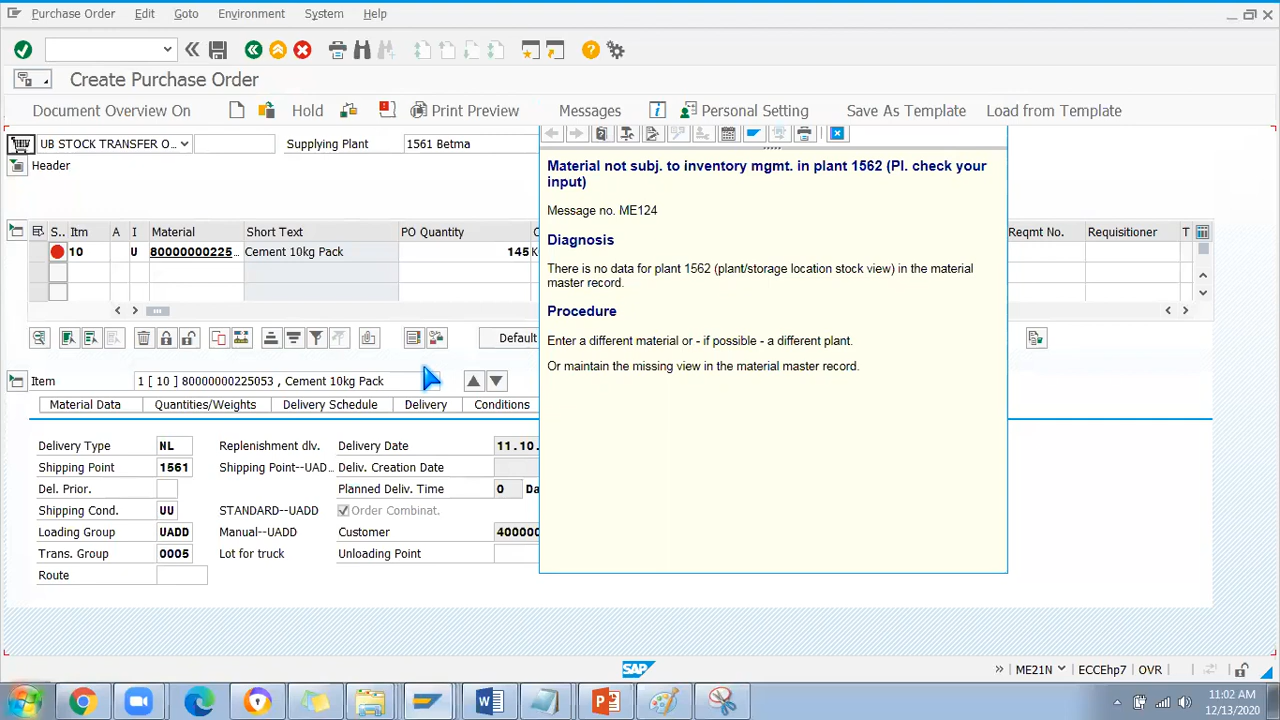 Purchase Order Edit Goto Environment System Help
Create Purchase Order
Document Overview On Hold Print Preview Messages Personal Setting Save As Template Load from Template
UB STOCK TRANSFER O... Supplying Plant 1561 Betma
Header
Material not subj. to inventory mgmt. in plant 1562 (Pl. check your
input)
Message no. ME124
Diagnosis
There is no data for plant 1562 (plant/storage location stock view) in the material
master record.
Procedure
Enter a different material or - if possible - a different plant.
Or maintain the missing view in the material master record.
S.. Itm A I Material Short Text PO Quantity Reqmt No. Requisitioner T
10 U 80000000225... Cement 10kg Pack 145
Default
Item 1 [ 10 ] 80000000225053 , Cement 10kg Pack
Material Data Quantities/Weights Delivery Schedule Delivery Conditions
Delivery Type NL Replenishment dlv. Delivery Date 11.10.
Shipping Point 1561 Shipping Point--UAD... Deliv. Creation Date
Del. Prior. Planned Deliv. Time 0 Da
Shipping Cond. UU STANDARD--UADD Order Combinat.
Loading Group UADD Manual--UADD Customer 400000
Trans. Group 0005 Lot for truck Unloading Point
Route
SAP » ME21N ECCEhp7 OVR
11:02 AM
12/13/2020